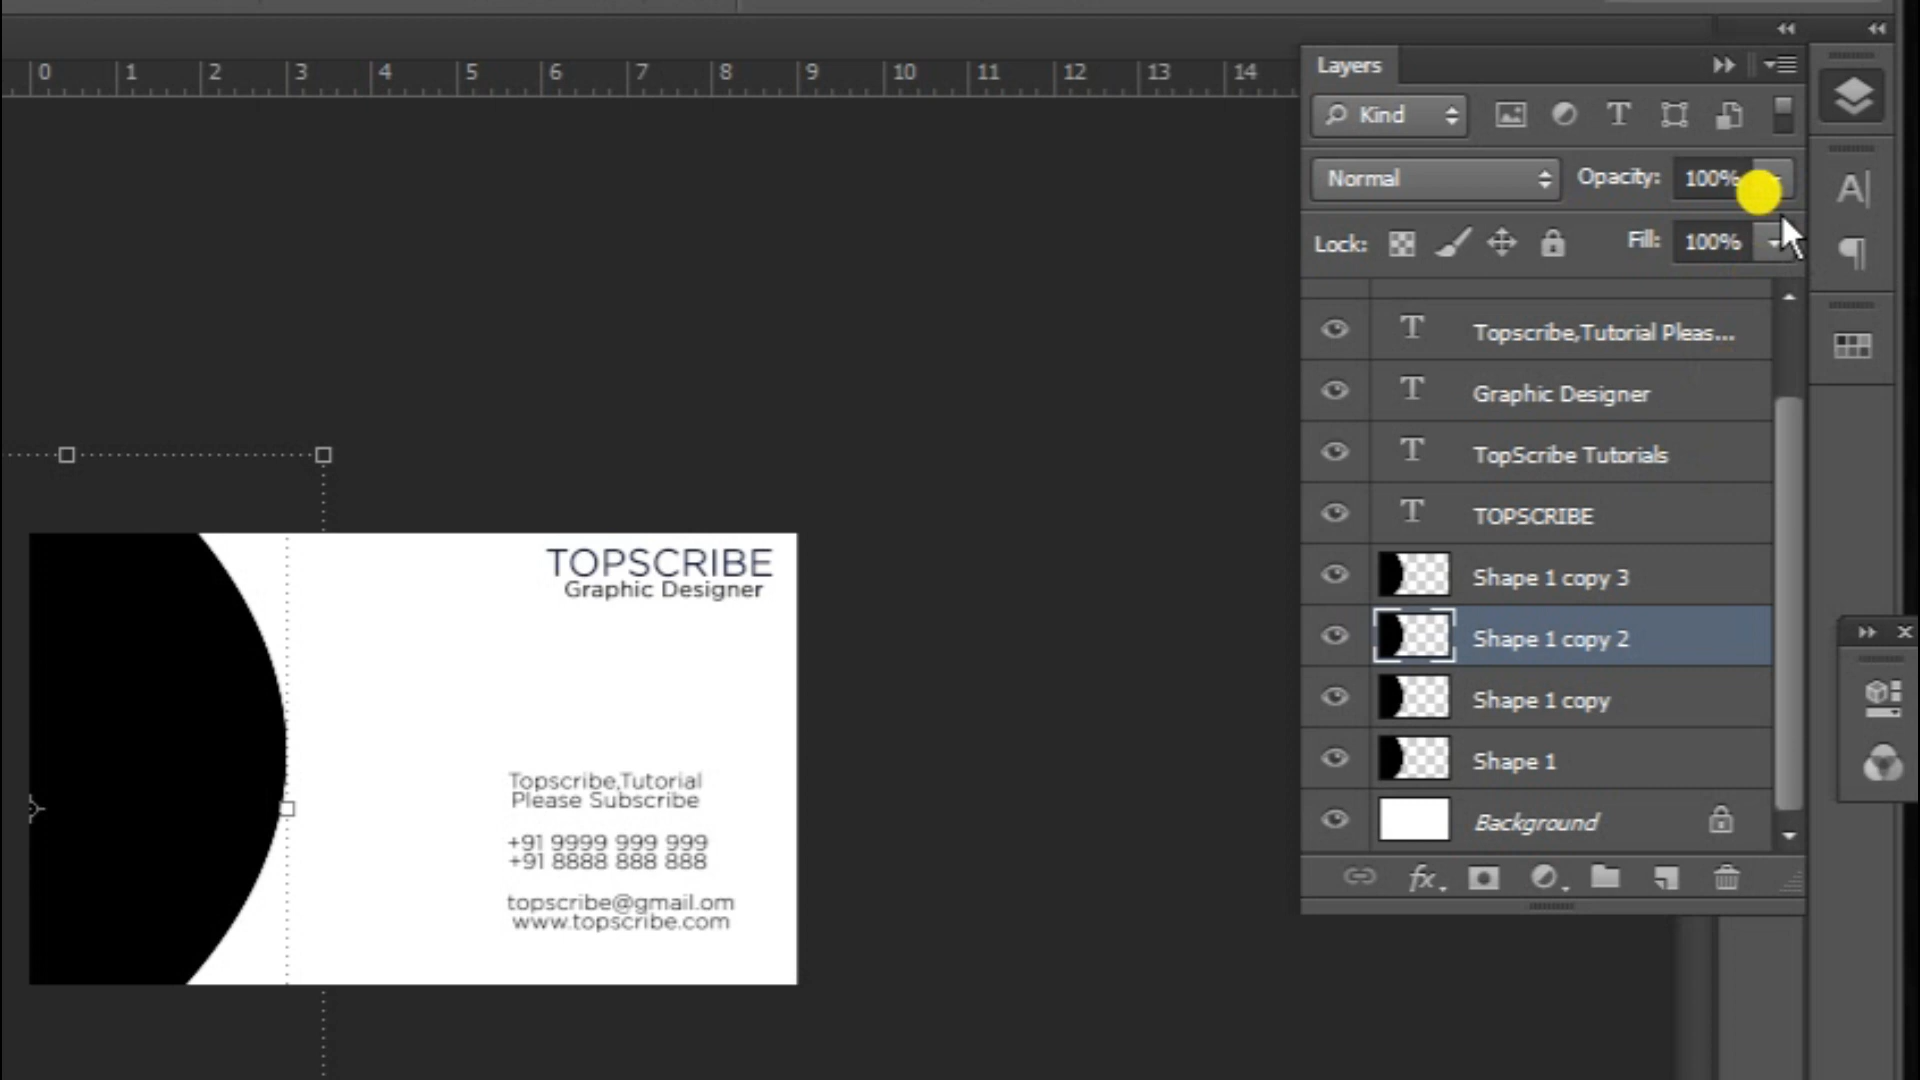 0 1 2 3 4 5 6 7 8 9 10 11 12 13 14
Layers
Kind T
Normal Opacity: 100%
Lock: Fill: 100%
A
T Topscribe,Tutorial Pleas...
T Graphic Designer
T TopScribe Tutorials
T TOPSCRIBE
Shape 1 copy 3
Shape 1 copy 2
Shape 1 copy
Shape 1
Background
fx
TOPSCRIBE
Graphic Designer
Topscribe,Tutorial
Please Subscribe
+91 9999 999 999
+91 8888 888 888
topscribe@gmail.om
www.topscribe.com